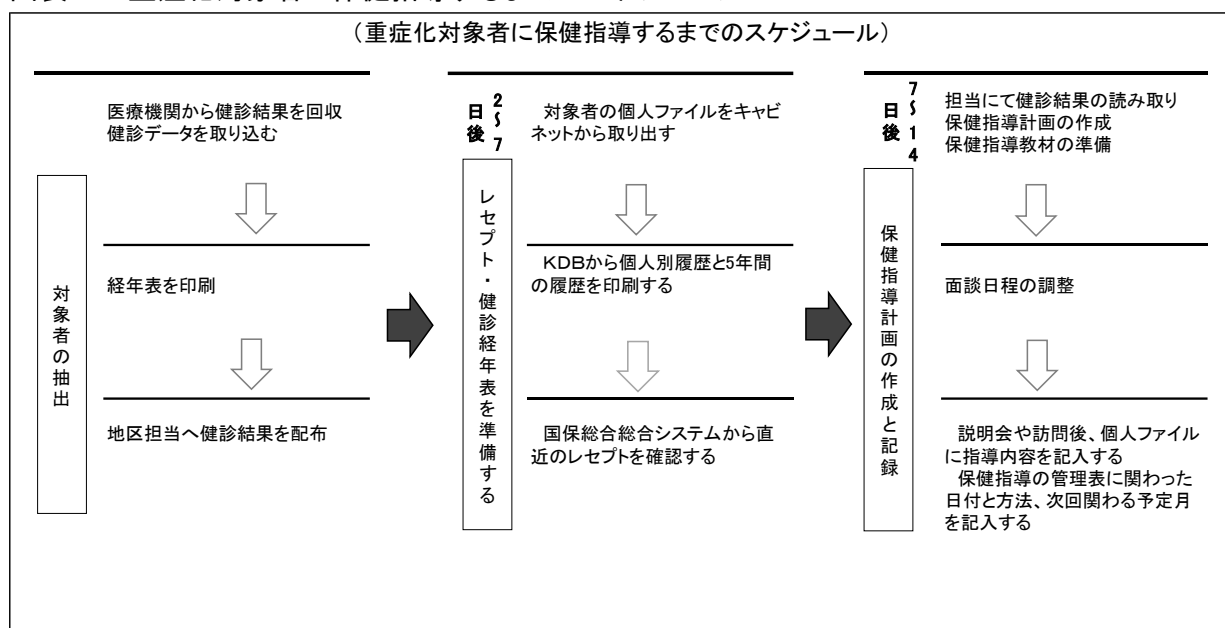 （重症化対象者に保健指導するまでのスケジュール）
対象者の抽出
医療機関から健診結果を回収
健診データを取り込む
経年表を印刷
地区担当へ健診結果を配布
2～7
日後
レセプト・健診経年表を準備する
対象者の個人ファイルをキャビ
ネットから取り出す
ＫＤＢから個人別履歴と5年間
の履歴を印刷する
国保総合総合システムから直
近のレセプトを確認する
7～14
日後
保健指導計画の作成と記録
担当にて健診結果の読み取り
保健指導計画の作成
保健指導教材の準備
面談日程の調整
説明会や訪問後、個人ファイル
に指導内容を記入する
保健指導の管理表に関わった
日付と方法、次回関わる予定月
を記入する